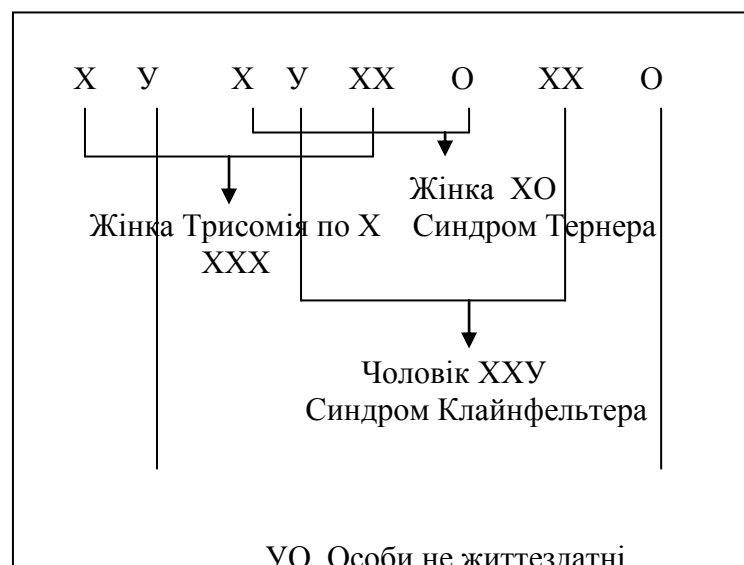 Х У Х У ХХ О ХХ О
Жінка ХО
Жінка Трисомія по Х Синдром Тернера
ХХХ
Чоловік ХХУ
Синдром Клайнфельтера
УО Особи не життєздатні